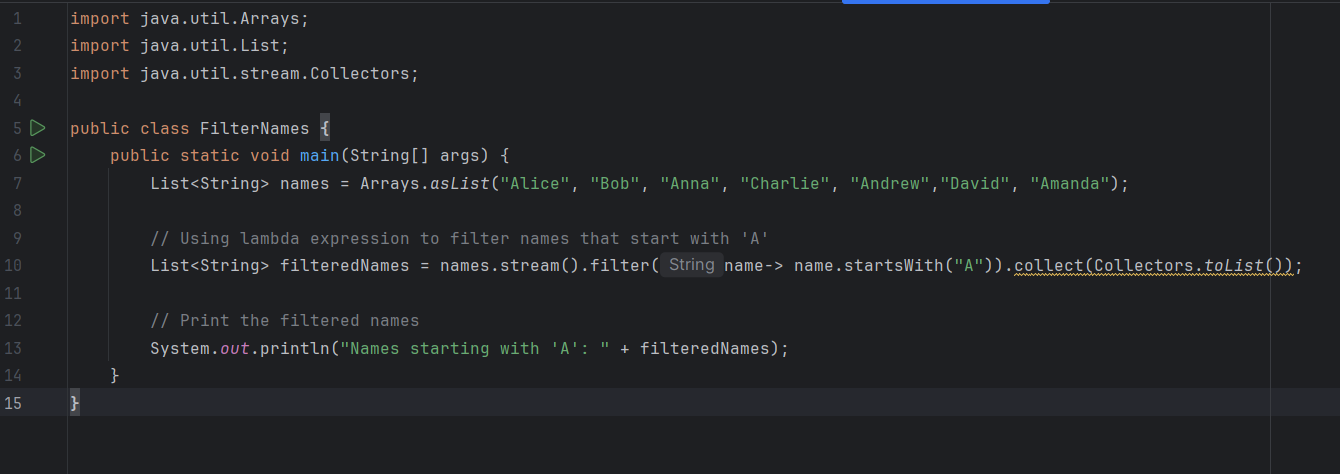 1 import java.util.Arrays;
2 import java.util.List;
3 import java.util.stream.Collectors;
4
5 public class FilterNames {
6     public static void main(String[] args) {
7         List<String> names = Arrays.asList("Alice", "Bob", "Anna", "Charlie", "Andrew","David", "Amanda");
8
9         // Using lambda expression to filter names that start with 'A'
10         List<String> filteredNames = names.stream().filter( String name-> name.startsWith("A")).collect(Collectors.toList());
11
12         // Print the filtered names
13         System.out.println("Names starting with 'A': " + filteredNames);
14     }
15 }